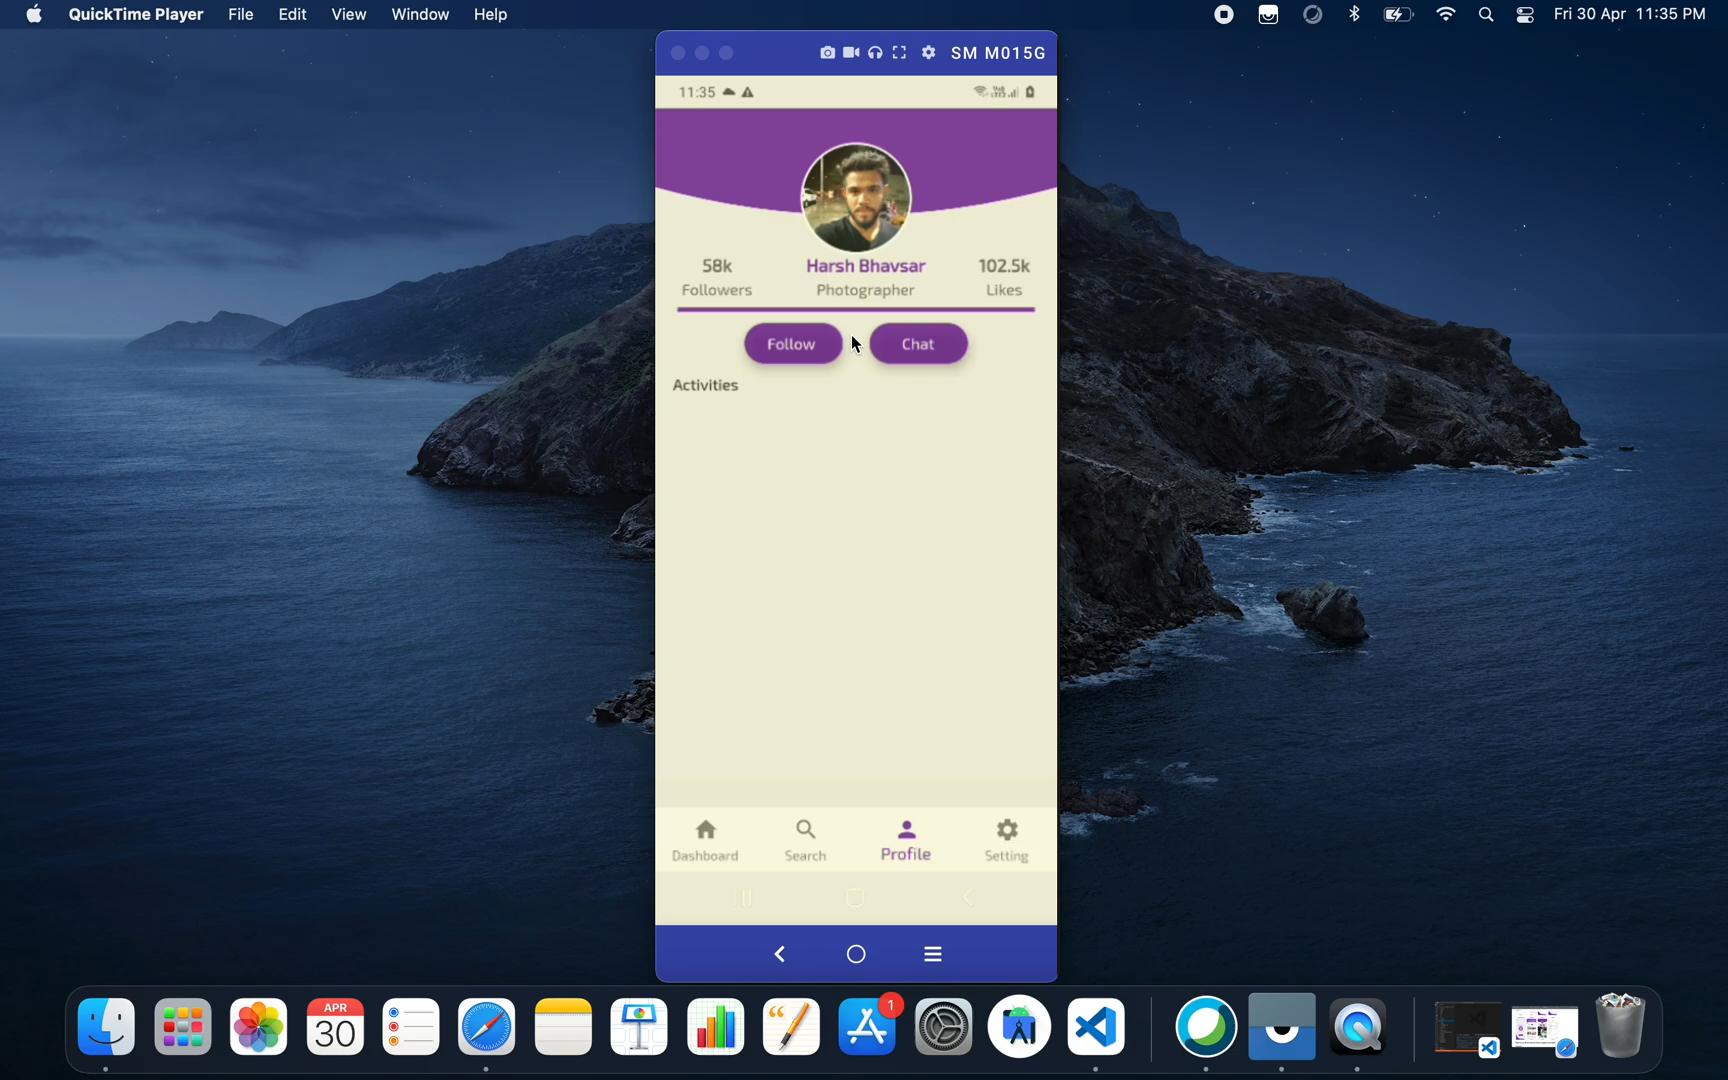 QuickTime Player File Edit View Window Help Fri 30 Apr 11:35 PM
SM M015G
11:35
58k Harsh Bhavsar 102.5k
Followers Photographer Likes
Follow Chat
Activities
Dashboard Search Profile Setting
APR
30
1